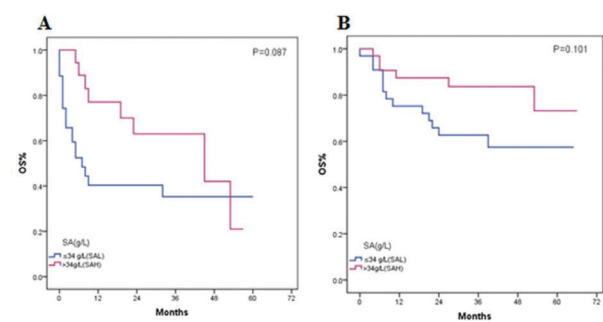 A
B
P=0.087
P=0.101
1.0
0.8
0.6
0.4
0.2
0.0
OS%
SA(g/L)
≤34 g/L(SAL)
>34g/L(SAH)
0 12 24 36 48 60 72
Months
1.0
0.8
0.6
0.4
0.2
0.0
OS%
SA(g/L)
≤34 g/L(SAL)
>34g/L(SAH)
0 12 24 36 48 60 72
Months